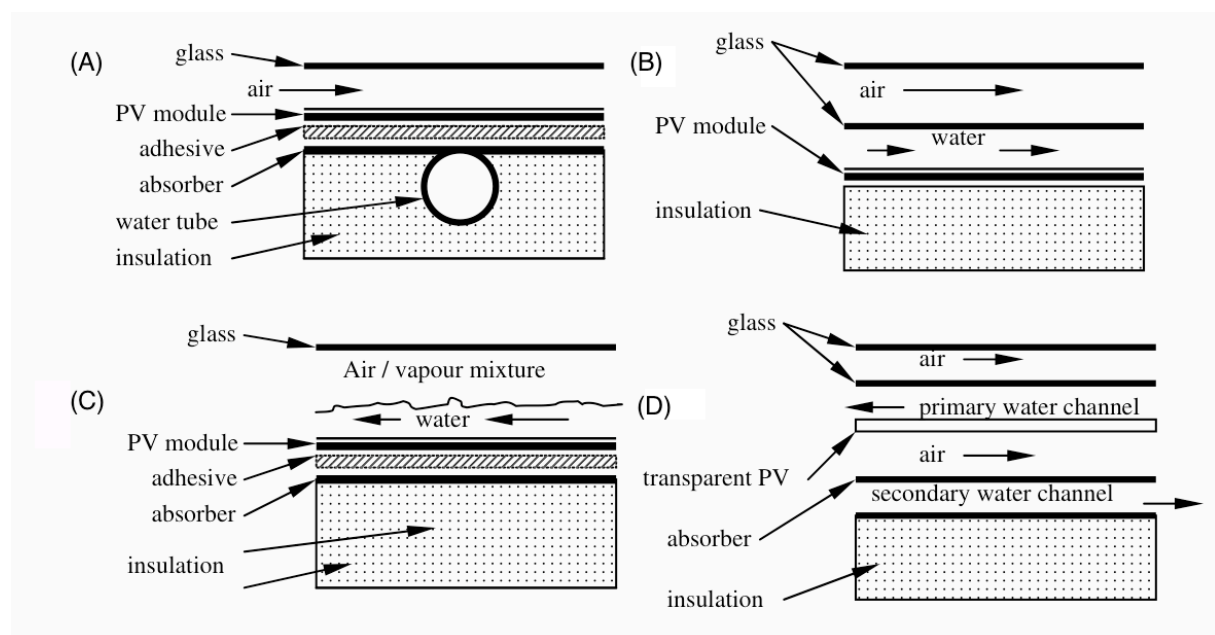 (A)
glass
air
PV module
adhesive
absorber
water tube
insulation
(B)
glass
air
PV module
water
insulation
(C)
glass
Air / vapour mixture
water
PV module
adhesive
absorber
insulation
(D)
glass
air
primary water channel
transparent PV
air
secondary water channel
absorber
insulation